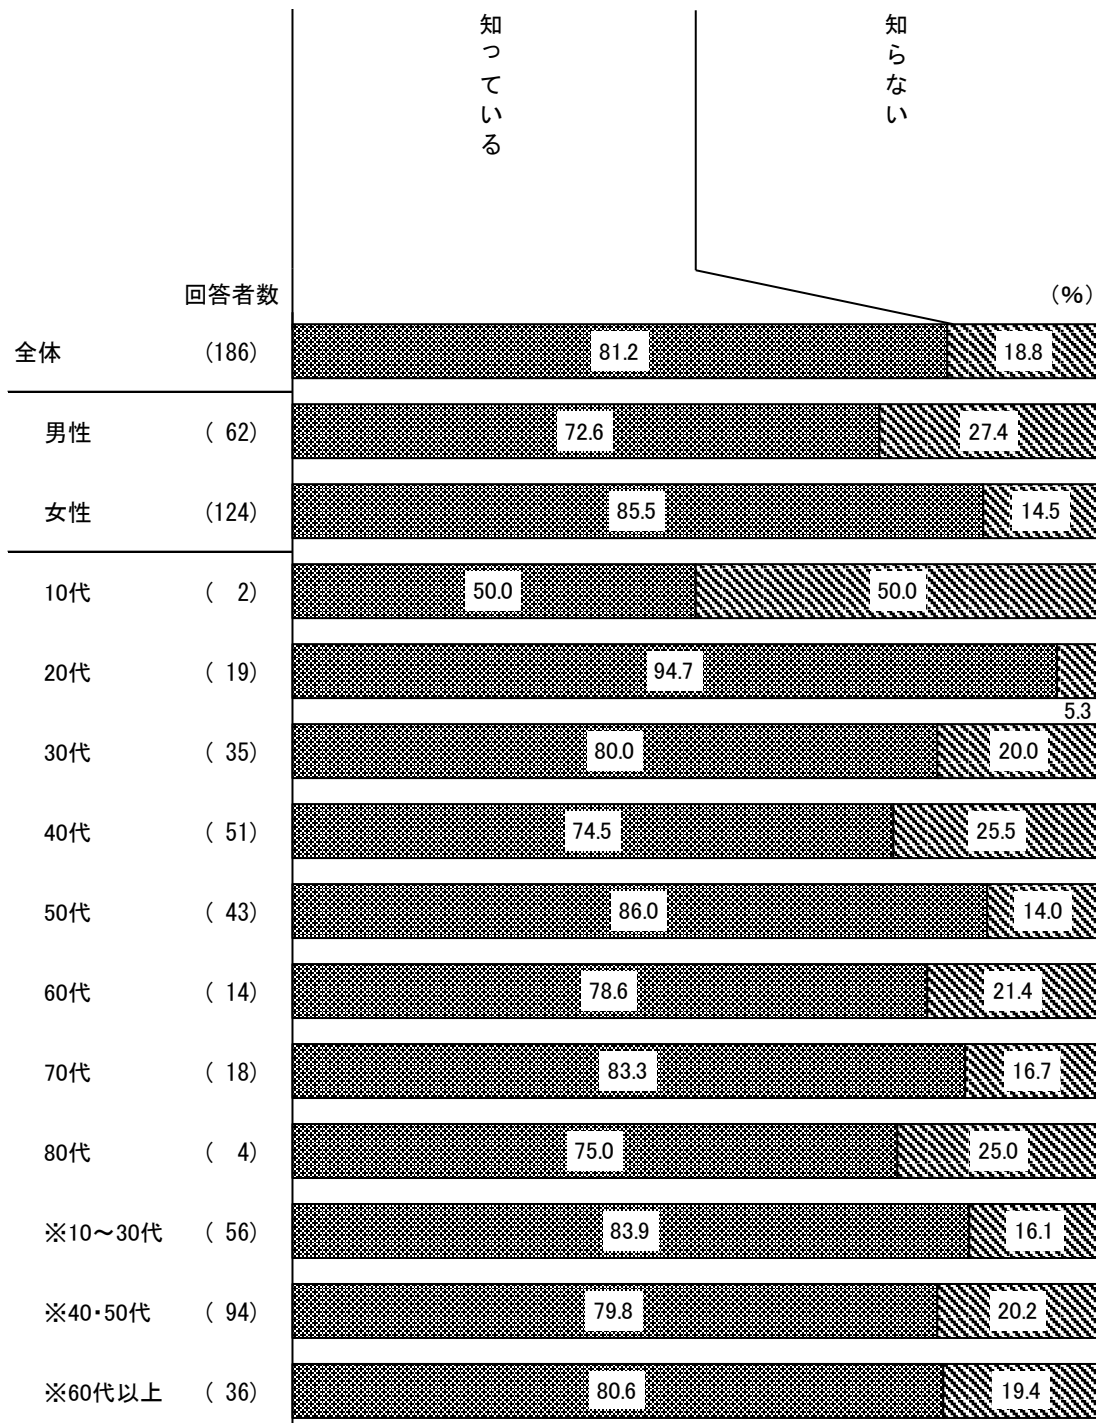 知っている
知らない
回答者数
(%)
全体 (186) 81.2 18.8
男性 ( 62) 72.6 27.4
女性 (124) 85.5 14.5
10代 ( 2) 50.0 50.0
20代 ( 19) 94.7
5.3
30代 ( 35) 80.0 20.0
40代 ( 51) 74.5 25.5
50代 ( 43) 86.0 14.0
60代 ( 14) 78.6 21.4
70代 ( 18) 83.3 16.7
80代 ( 4) 75.0 25.0
※10～30代 ( 56) 83.9 16.1
※40・50代 ( 94) 79.8 20.2
※60代以上 ( 36) 80.6 19.4